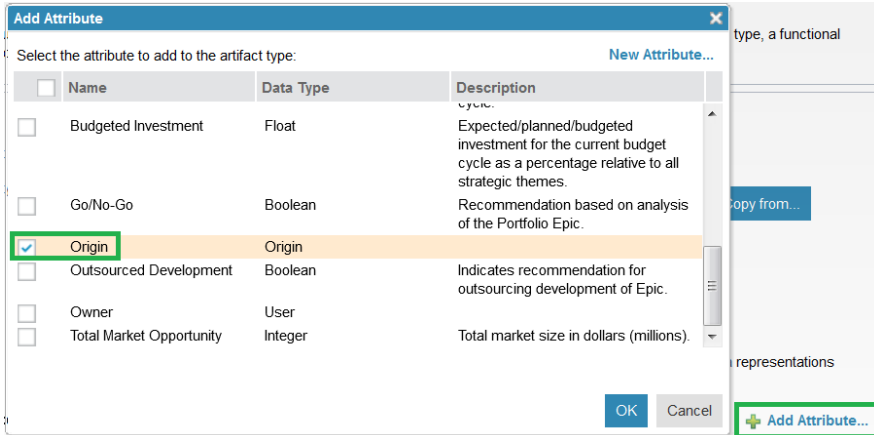 Add Attribute
type, a functional
Select the attribute to add to the artifact type:
New Attribute...
Name Data Type Description
cycle.
Budgeted Investment Float Expected/planned/budgeted
investment for the current budget
cycle as a percentage relative to all
strategic themes.
Go/No-Go Boolean Recommendation based on analysis
of the Portfolio Epic.
Copy from...
Origin Origin
Outsourced Development Boolean Indicates recommendation for
outsourcing development of Epic.
Owner User
Total Market Opportunity Integer Total market size in dollars (millions).
representations
OK Cancel
Add Attribute...